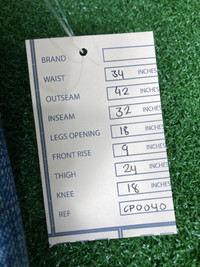 BRAND
WAIST 34 INCHES
OUTSEAM 42 INCHES
INSEAM 32 INCHES
LEGS OPENING 18 INCHES
FRONT RISE 9 INCHES
THIGH 24 INCHES
KNEE 18 INCHES
REF CP0040